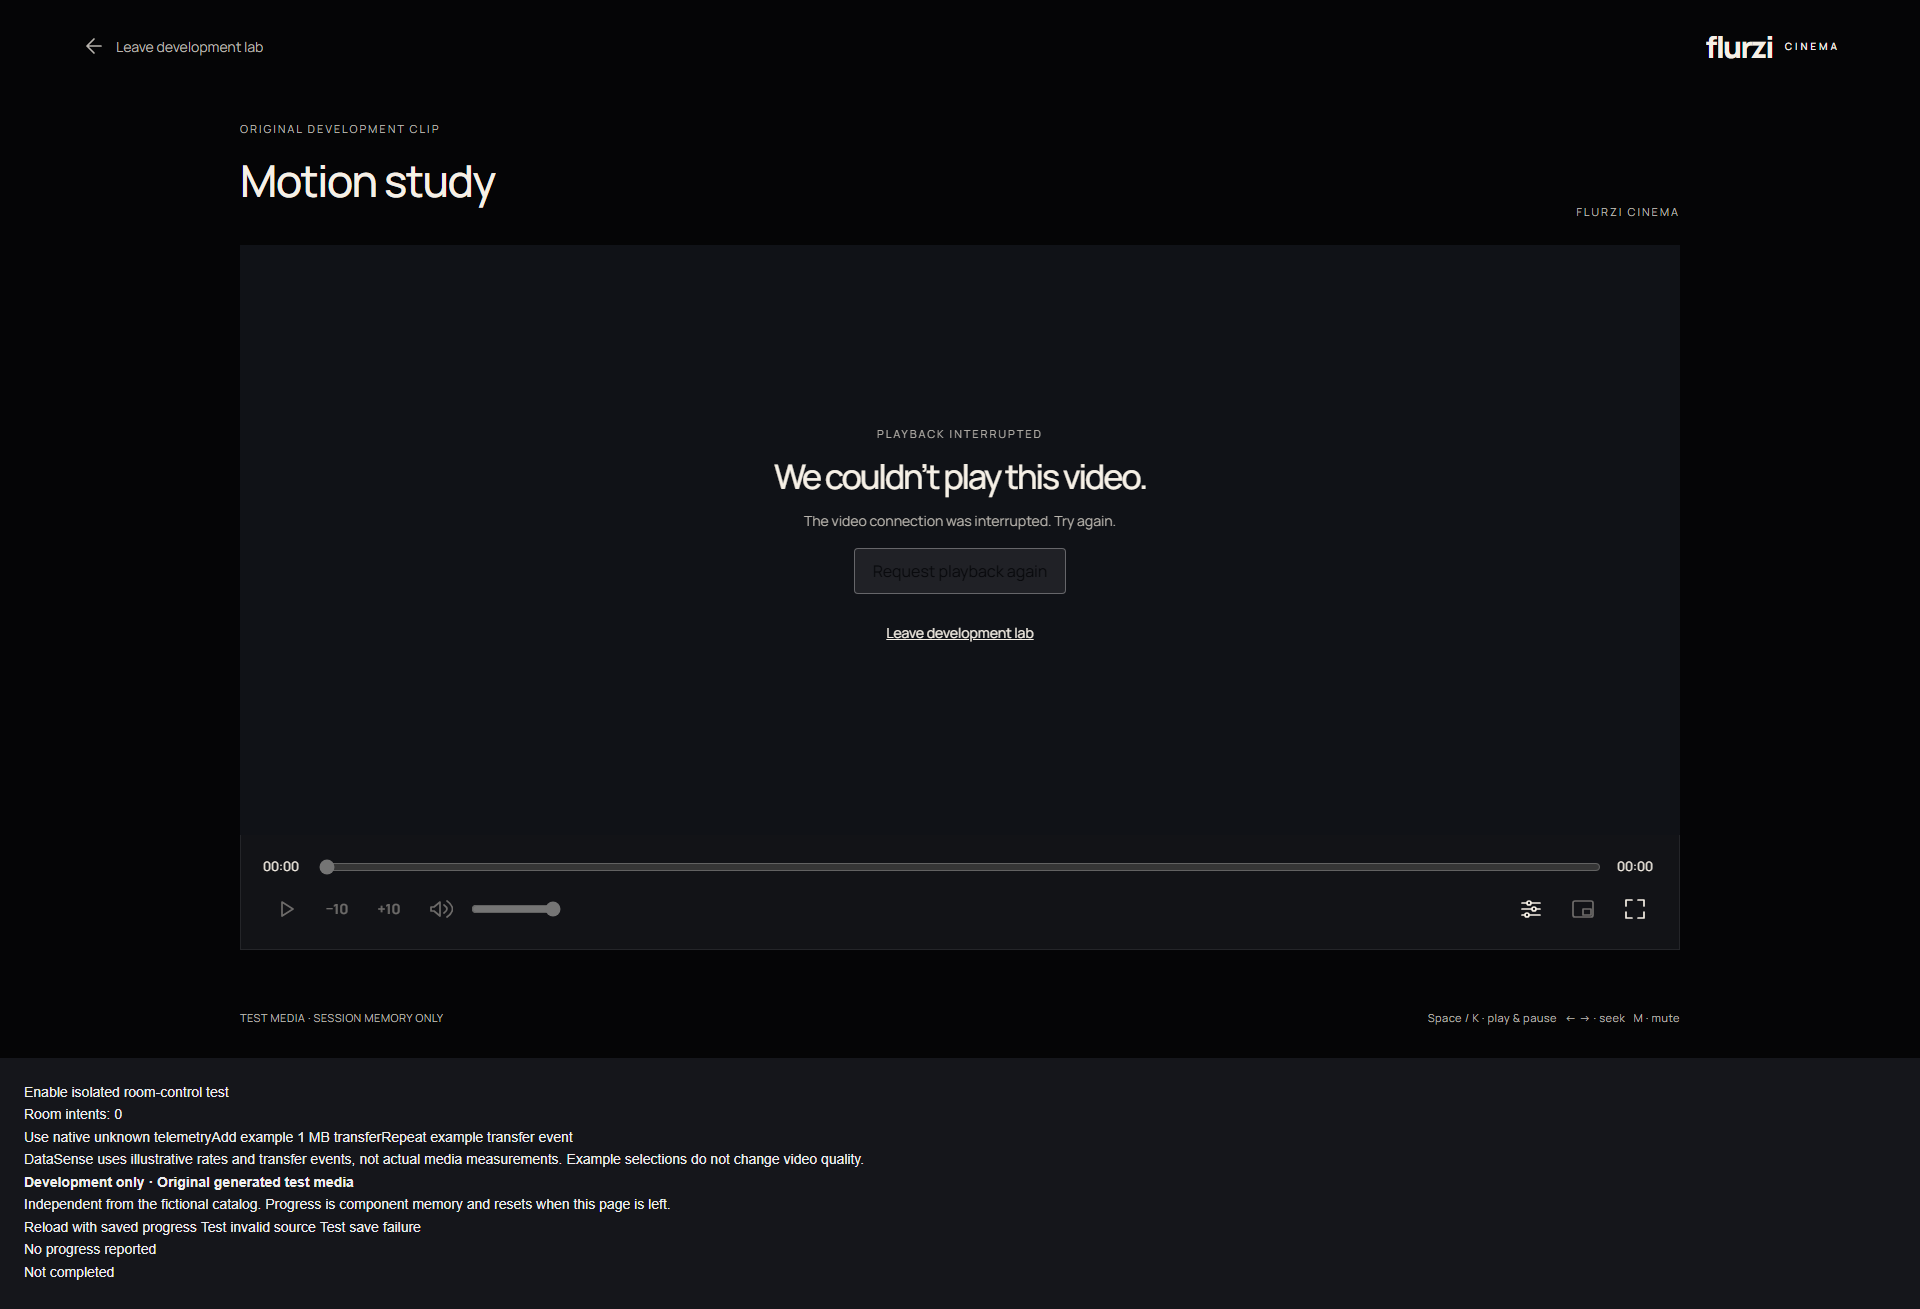 Leave development lab
flurzi CINEMA
ORIGINAL DEVELOPMENT CLIP
Motion study
FLURZI CINEMA
PLAYBACK INTERRUPTED
We couldn’t play this video.
The video connection was interrupted. Try again.
Request playback again
Leave development lab
00:00
00:00
−10
+10
TEST MEDIA · SESSION MEMORY ONLY
Space / K · play & pause ← → · seek M · mute
Enable isolated room-control test
Room intents: 0
Use native unknown telemetryAdd example 1 MB transferRepeat example transfer event
DataSense uses illustrative rates and transfer events, not actual media measurements. Example selections do not change video quality.
Development only · Original generated test media
Independent from the fictional catalog. Progress is component memory and resets when this page is left.
Reload with saved progress Test invalid source Test save failure
No progress reported
Not completed